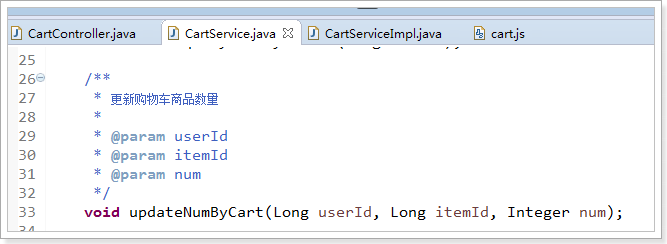 CartController.java CartService.java CartServiceImpl.java cart.js
25
26 /**
27 * 更新购物车商品数量
28 *
29 * @param userId
30 * @param itemId
31 * @param num
32 */
33 void updateNumByCart(Long userId, Long itemId, Integer num);
34